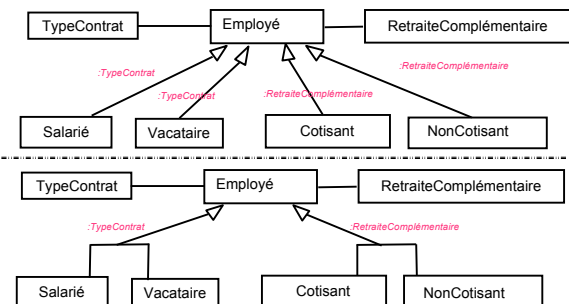 TypeContrat Employé RetraiteComplémentaire
:TypeContrat :RetraiteComplémentaire
:TypeContrat :RetraiteComplémentaire
Salarié Vacataire Cotisant NonCotisant
TypeContrat Employé RetraiteComplémentaire
:TypeContrat :RetraiteComplémentaire
Salarié Vacataire Cotisant NonCotisant